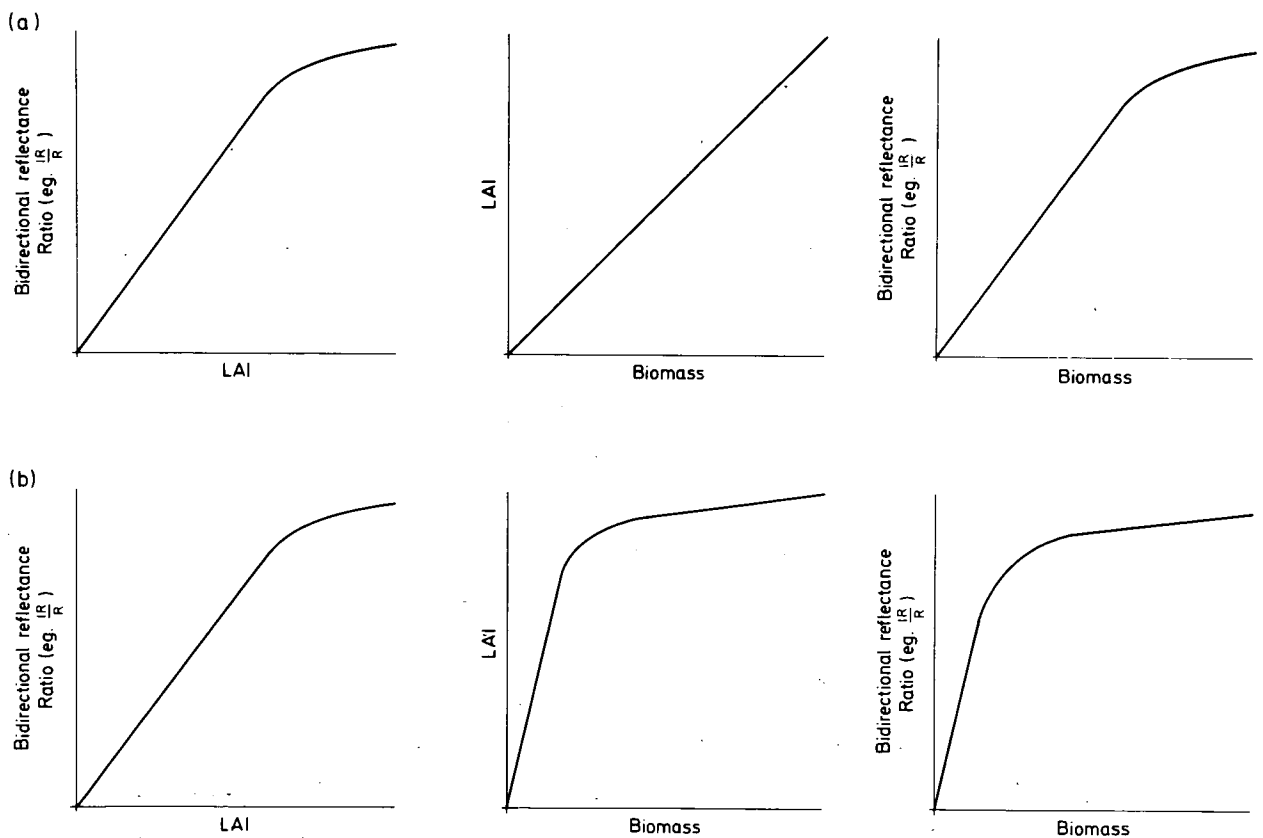 (a)
Bidirectional reflectance
Ratio (eg. IR/R)
LAI
LAI
Biomass
Bidirectional reflectance
Ratio (eg. IR/R)
Biomass
(b)
Bidirectional reflectance
Ratio (eg. IR/R)
LAI
LAI
Biomass
Bidirectional reflectance
Ratio (eg. IR/R)
Biomass